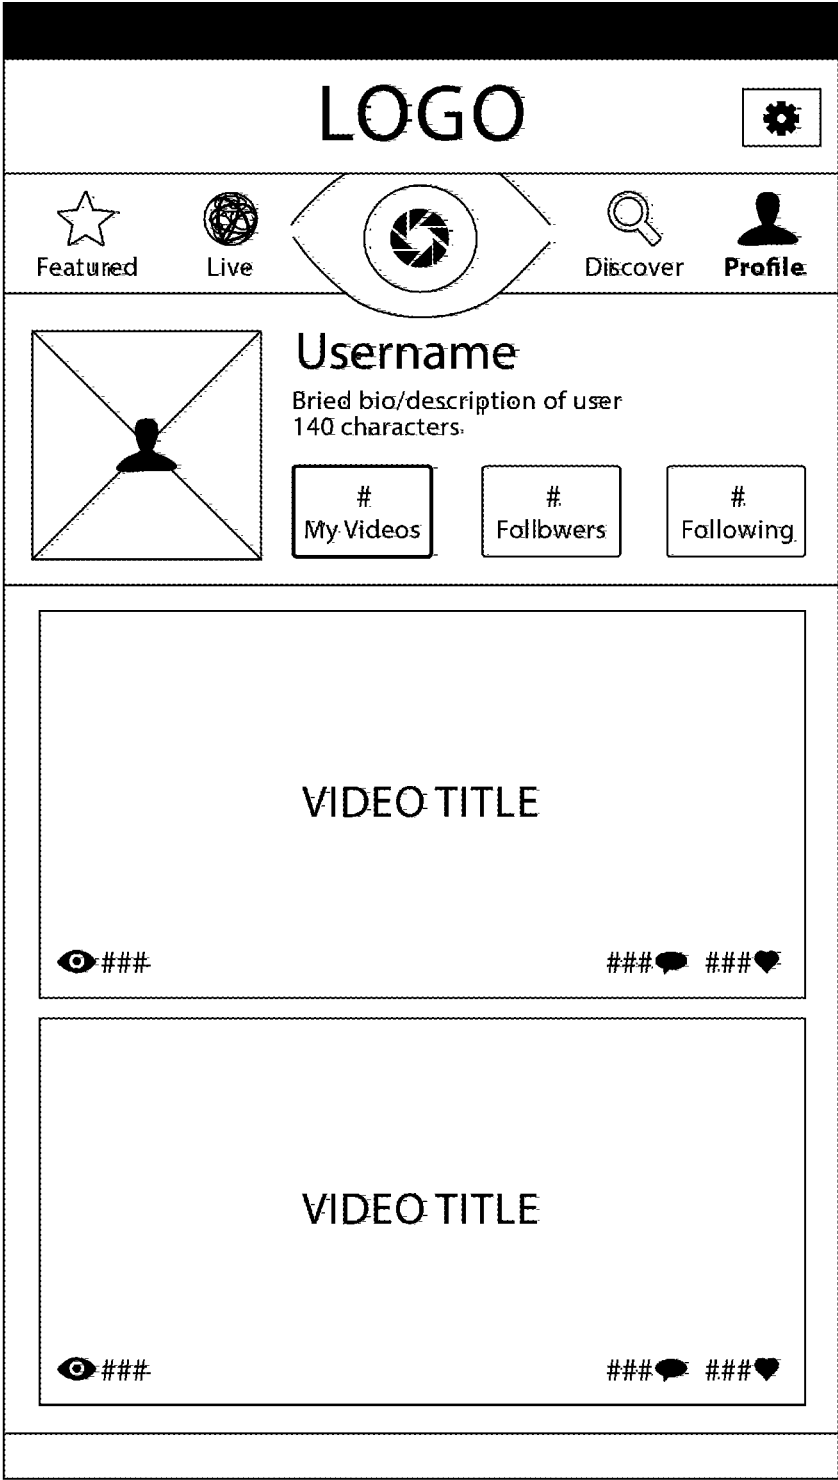 LOGO
Featured Live Discover Profile
Username
Bried bio/description of user
140 characters
# # #
My Videos Followers Following
VIDEO TITLE
### ### ###
VIDEO TITLE
### ### ###